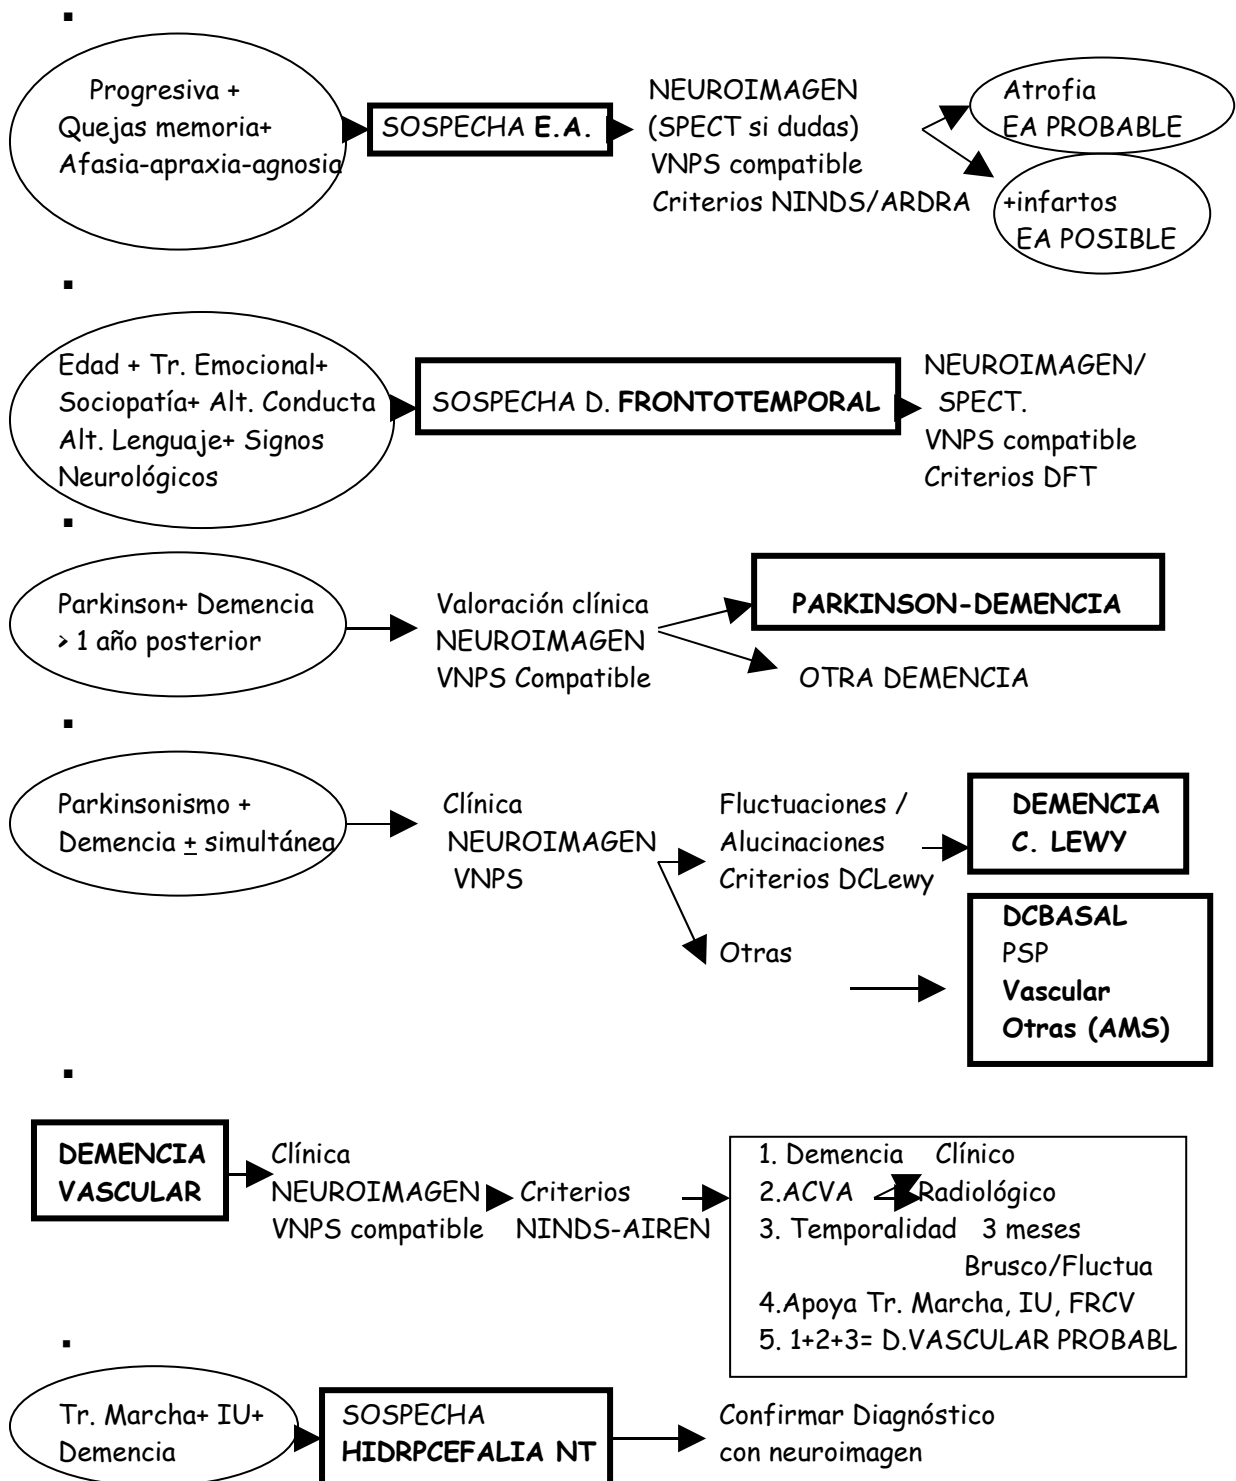 Progresiva +
Quejas memoria+
Afasia-apraxia-agnosia
SOSPECHA E.A.
NEUROIMAGEN
(SPECT si dudas)
VNPS compatible
Criterios NINDS/ARDRA
Atrofia
EA PROBABLE
+infartos
EA POSIBLE
Edad + Tr. Emocional+
Sociopatía+ Alt. Conducta
Alt. Lenguaje+ Signos
Neurológicos
SOSPECHA D. FRONTOTEMPORAL
NEUROIMAGEN/
SPECT.
VNPS compatible
Criterios DFT
Parkinson+ Demencia
> 1 año posterior
Valoración clínica
NEUROIMAGEN
VNPS Compatible
PARKINSON-DEMENCIA
OTRA DEMENCIA
Parkinsonismo +
Demencia ± simultánea
Clínica
NEUROIMAGEN
VNPS
Fluctuaciones /
Alucinaciones
Criterios DCLewy
DEMENCIA
C. LEWY
Otras
DCBASAL
PSP
Vascular
Otras (AMS)
DEMENCIA
VASCULAR
Clínica
NEUROIMAGEN
VNPS compatible
Criterios
NINDS-AIREN
1. Demencia Clínico
2.ACVA Radiológico
3. Temporalidad 3 meses
Brusco/Fluctua
4.Apoya Tr. Marcha, IU, FRCV
5. 1+2+3= D.VASCULAR PROBABL
Tr. Marcha+ IU+
Demencia
SOSPECHA
HIDRPCEFALIA NT
Confirmar Diagnóstico
con neuroimagen